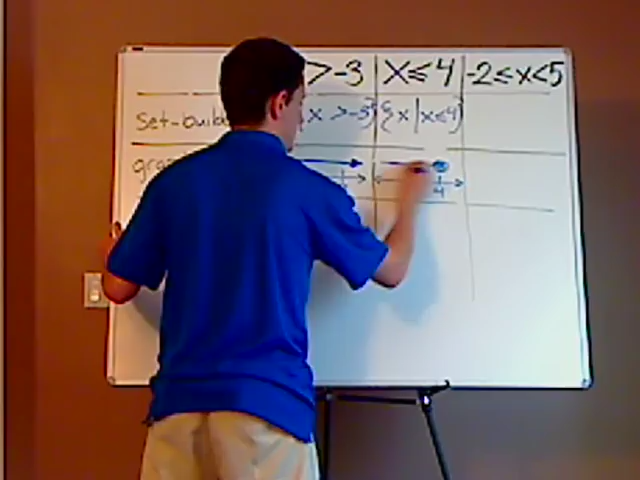 >-3 x≤4 -2≤x<5
set-build x >-3} {x|x≤4}
gra
4